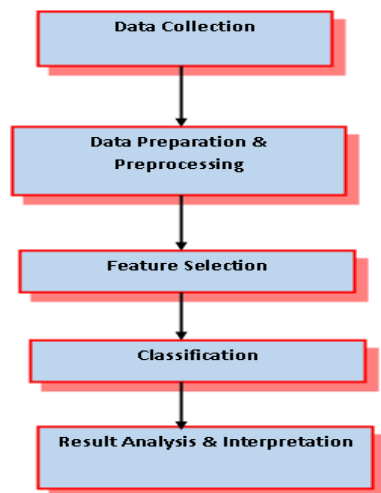 Data Collection
Data Preparation &
Preprocessing
Feature Selection
Classification
Result Analysis & Interpretation